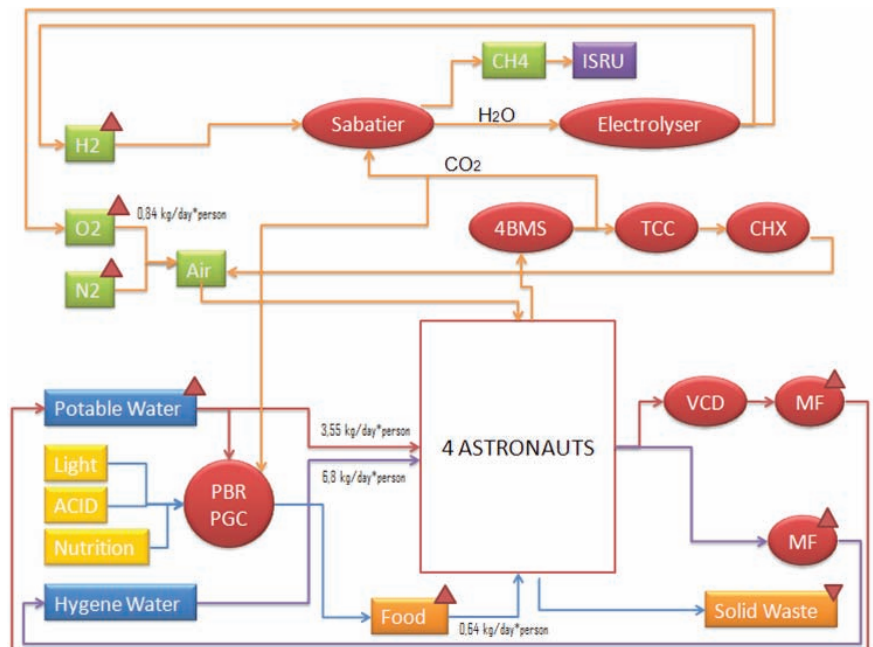 CH4
ISRU
H2
Sabatier
H2O
Electrolyser
CO2
O2
0,84 kg/day*person
4BMS
TCC
CHX
Air
N2
Potable Water
3,55 kg/day*person
VCD
MF
4 ASTRONAUTS
Light
6,8 kg/day*person
ACID
PBR
PGC
Nutrition
MF
Hygene Water
Food
Solid Waste
0,64 kg/day*person